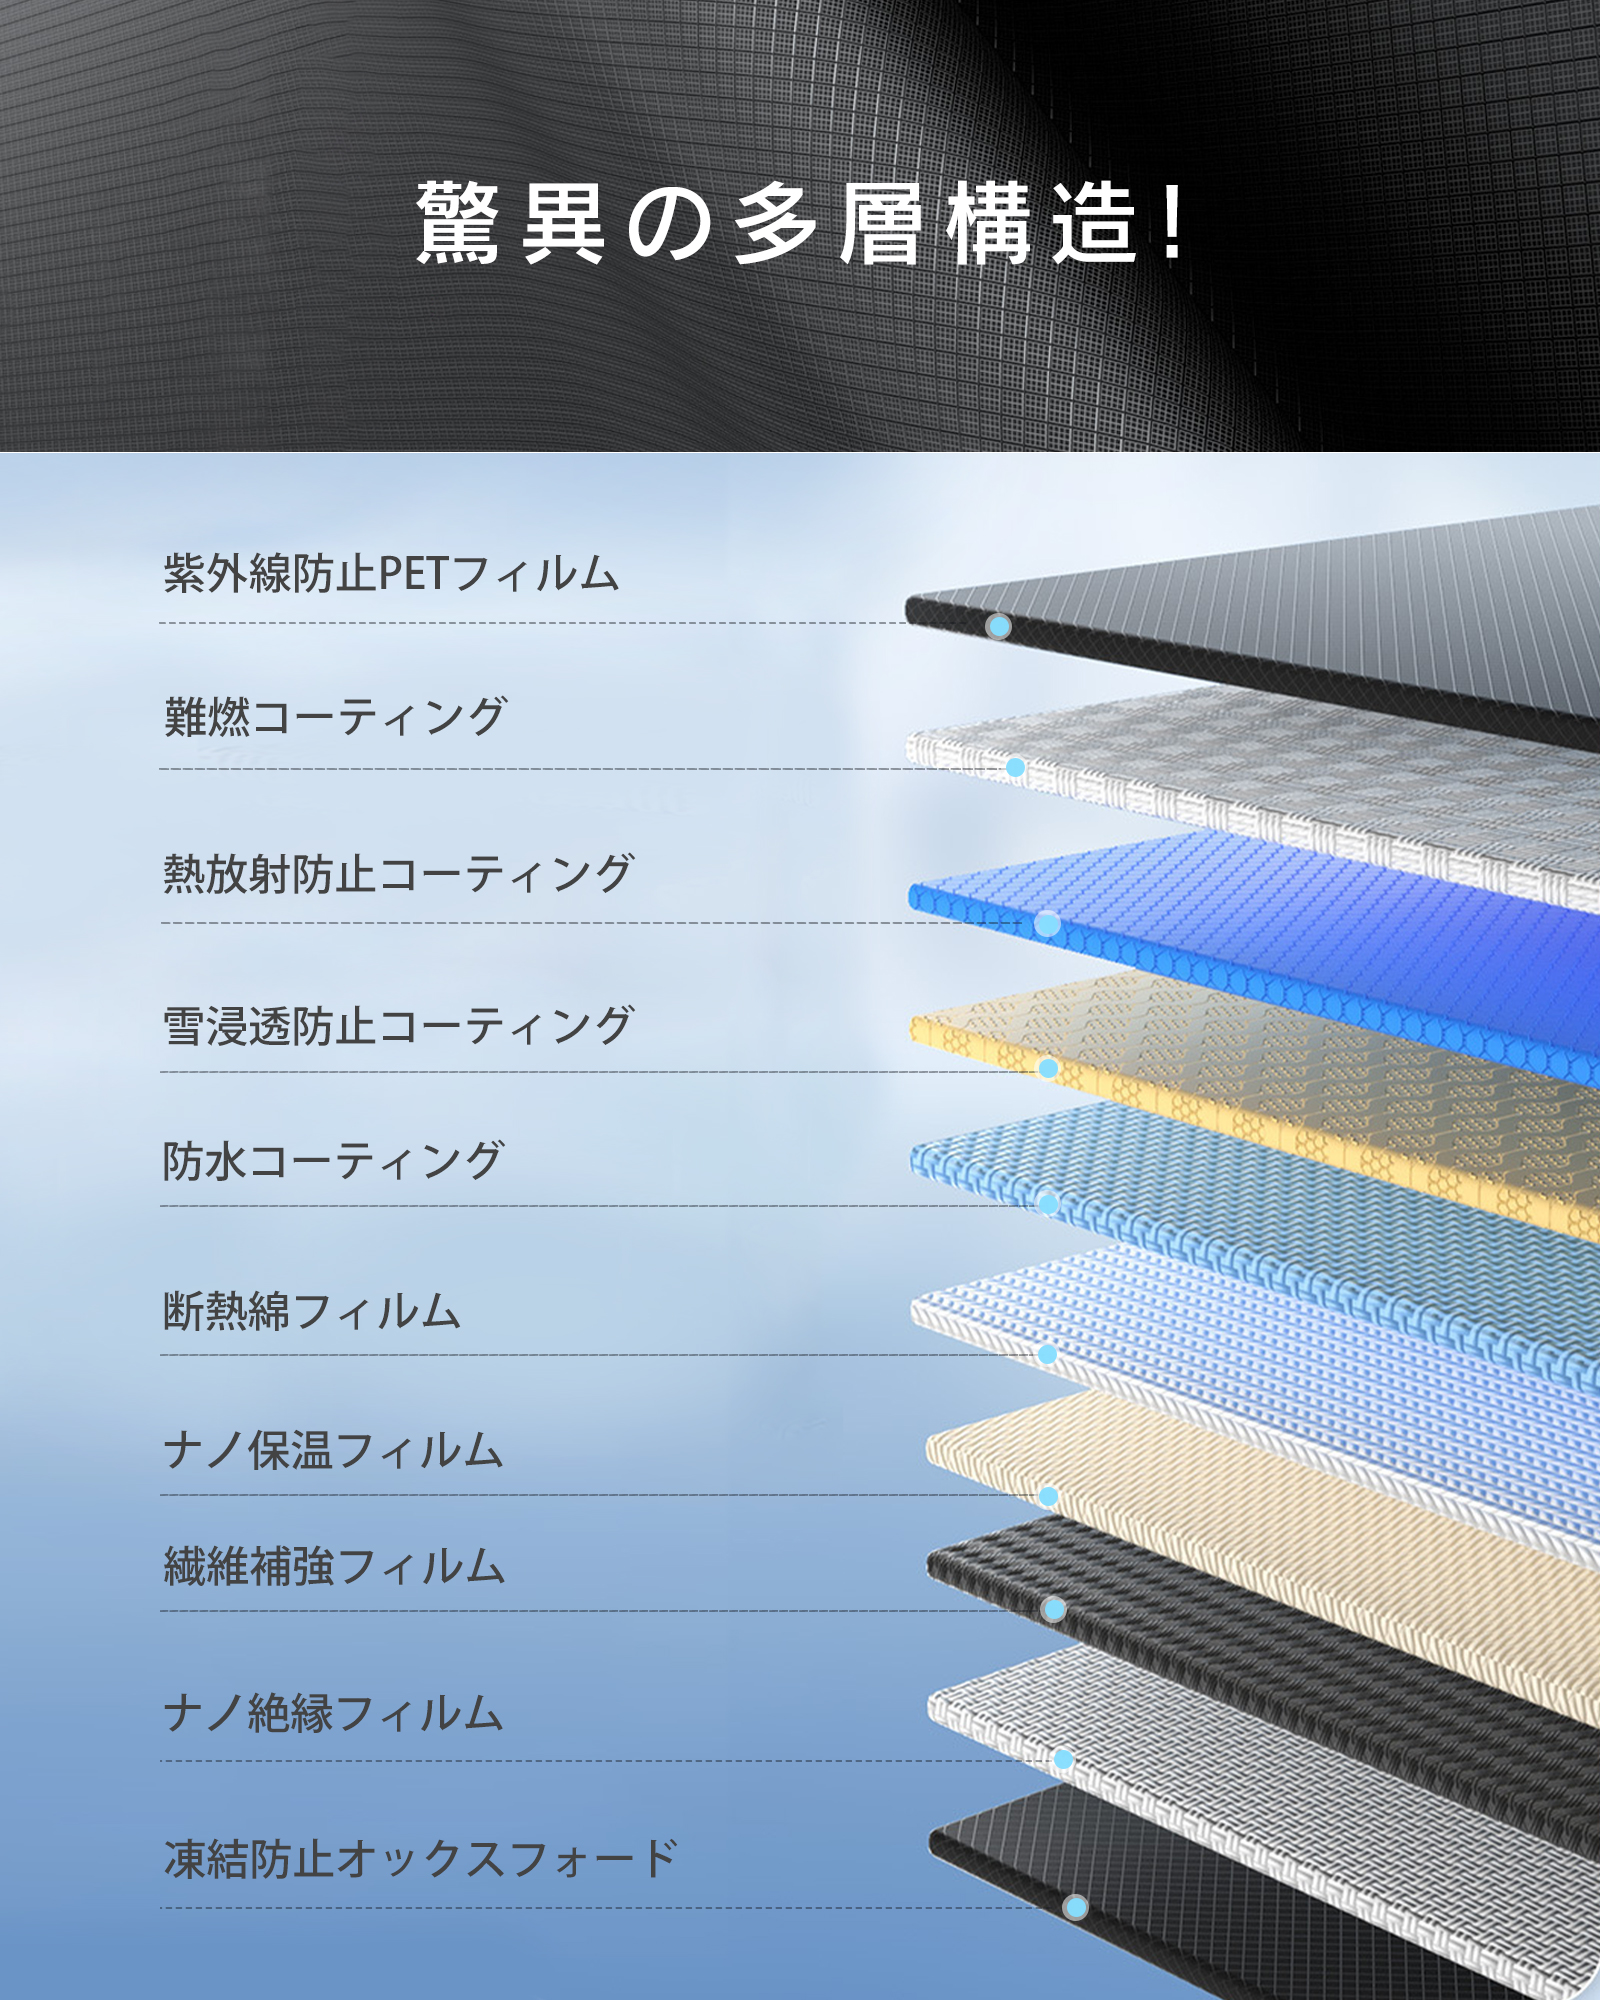 驚異の多層構造！
紫外線防止PETフィルム
難燃コーティング
熱放射防止コーティング
雪浸透防止コーティング
防水コーティング
断熱綿フィルム
ナノ保温フィルム
繊維補強フィルム
ナノ絶縁フィルム
凍結防止オックスフォード